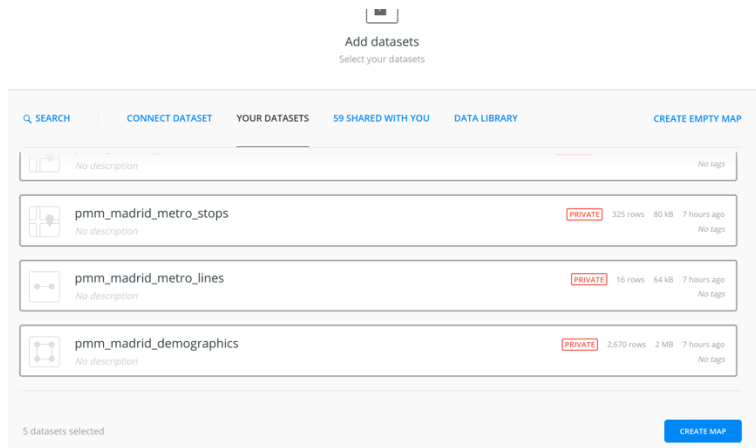 Add datasets
Select your datasets
SEARCH
CONNECT DATASET
YOUR DATASETS
59 SHARED WITH YOU
DATA LIBRARY
CREATE EMPTY MAP
No description
No tags
pmm_madrid_metro_stops
PRIVATE 325 rows 80 kB 7 hours ago
No description
No tags
pmm_madrid_metro_lines
PRIVATE 16 rows 64 kB 7 hours ago
No description
No tags
pmm_madrid_demographics
PRIVATE 2,670 rows 2 MB 7 hours ago
No description
No tags
5 datasets selected
CREATE MAP